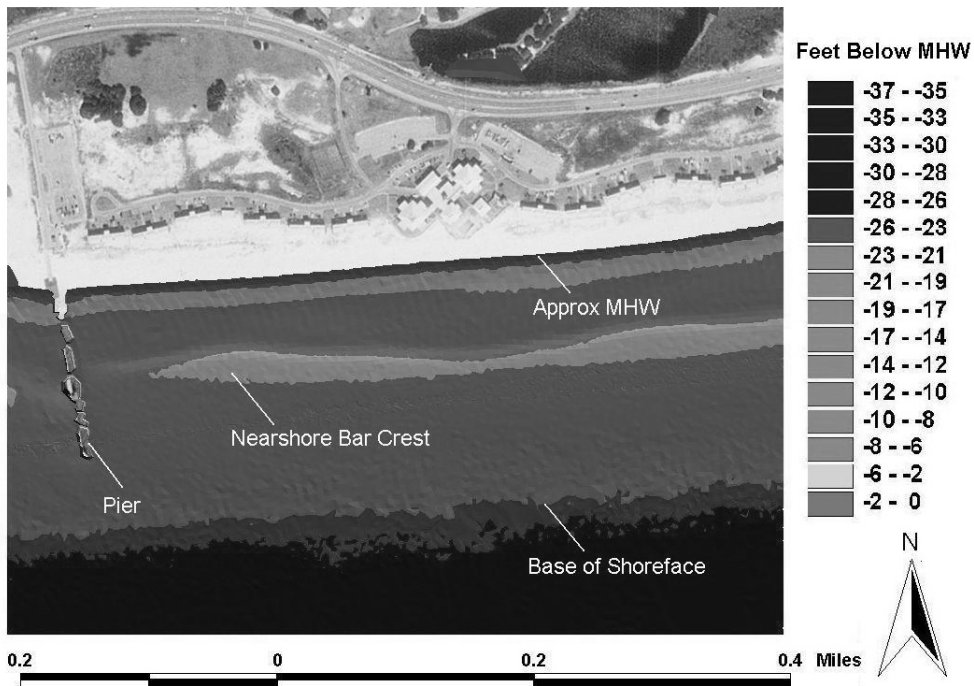 Feet Below MHW
-37 - -35
-35 - -33
-33 - -30
-30 - -28
-28 - -26
-26 - -23
-23 - -21
-21 - -19
-19 - -17
-17 - -14
-14 - -12
-12 - -10
-10 - -8
-8 - -6
-6 - -2
-2 - 0
Approx MHW
Nearshore Bar Crest
Pier
Base of Shoreface
N
0.2 0 0.2 0.4 Miles